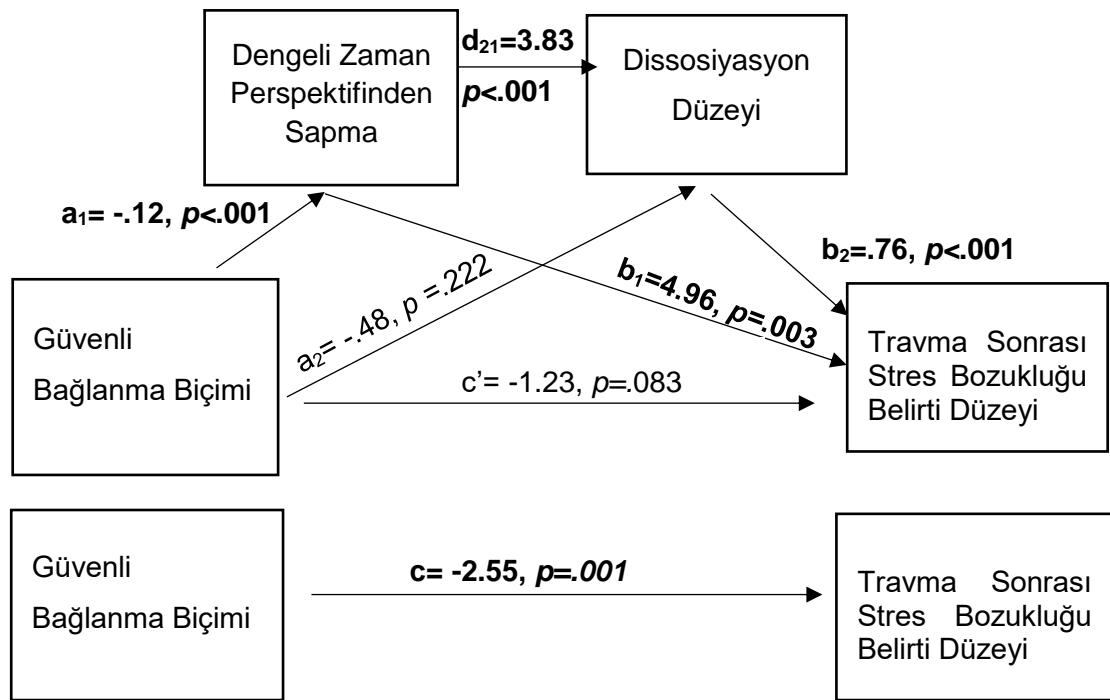 Dengeli Zaman
Perspektifinden
Sapma
d21=3.83
p<.001
Dissosiyasyon
Düzeyi
a1= -.12, p<.001
a2= -.48, p =.222
b1=4.96, p=.003
b2=.76, p<.001
Güvenli
Bağlanma Biçimi
c’= -1.23, p=.083
Travma Sonrası
Stres Bozukluğu
Belirti Düzeyi
Güvenli
Bağlanma Biçimi
c= -2.55, p=.001
Travma Sonrası
Stres Bozukluğu
Belirti Düzeyi